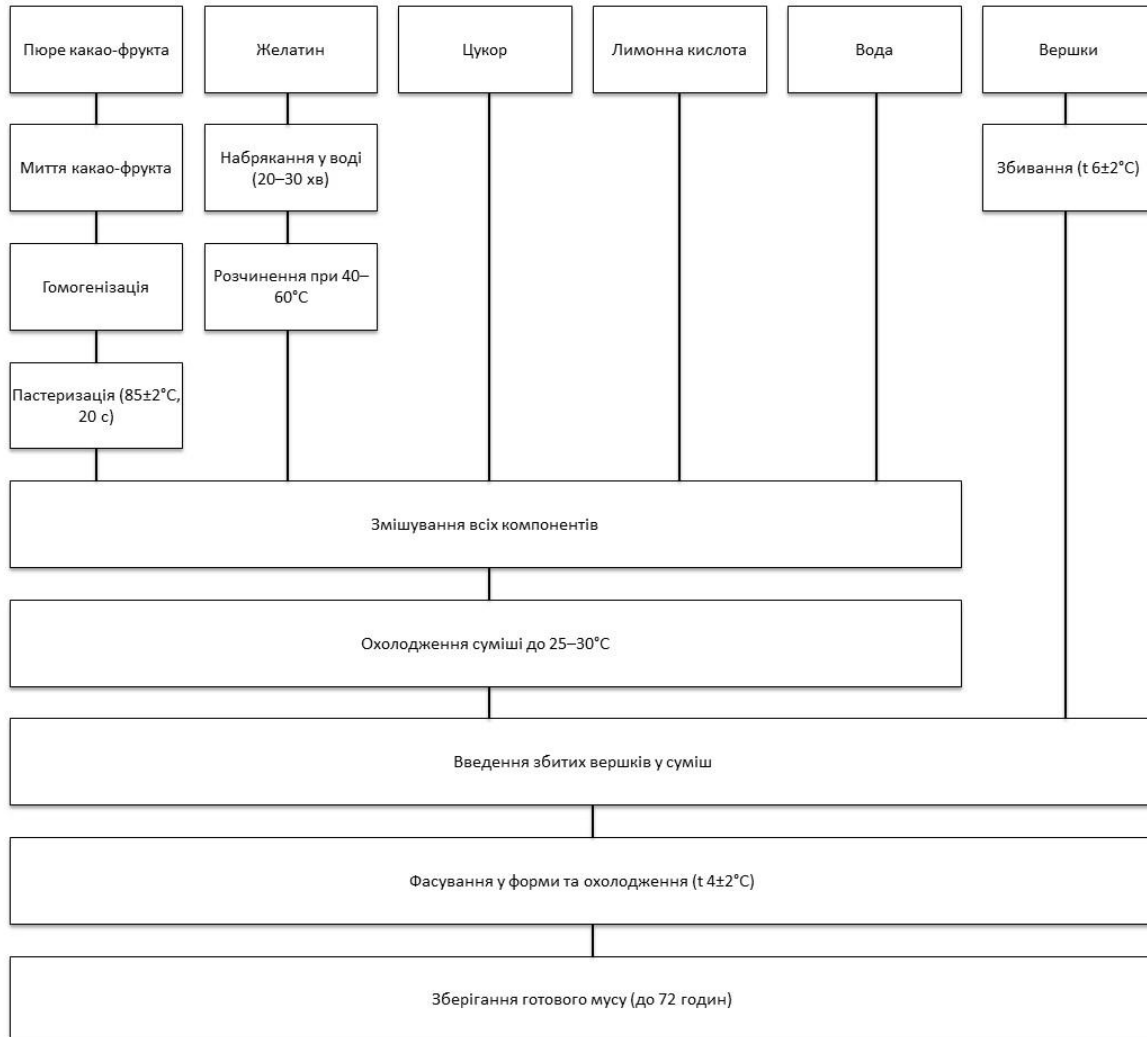 Пюре какао-фрукта
Желатин
Цукор
Лимонна кислота
Вода
Вершки
Миття какао-фрукта
Набрякання у воді
(20–30 хв)
Збивання (t 6±2°C)
Гомогенізація
Розчинення при 40–
60°C
Пастеризація (85±2°C,
20 с)
Змішування всіх компонентів
Охолодження суміші до 25–30°C
Введення збитих вершків у суміш
Фасування у форми та охолодження (t 4±2°C)
Зберігання готового мусу (до 72 годин)